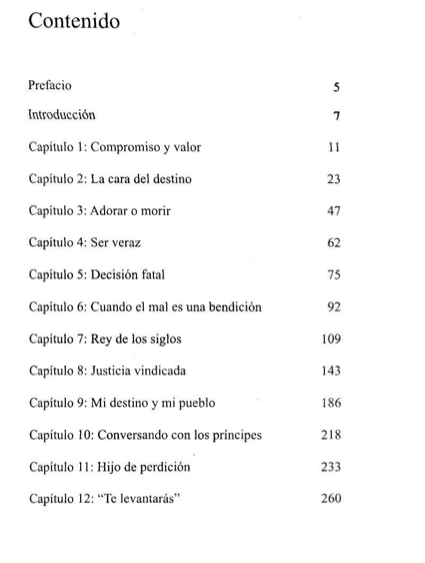 Contenido
Prefacio 5
Introducción 7
Capítulo 1: Compromiso y valor 11
Capítulo 2: La cara del destino 23
Capítulo 3: Adorar o morir 47
Capítulo 4: Ser veraz 62
Capítulo 5: Decisión fatal 75
Capítulo 6: Cuando el mal es una bendición 92
Capítulo 7: Rey de los siglos 109
Capítulo 8: Justicia vindicada 143
Capítulo 9: Mi destino y mi pueblo 186
Capítulo 10: Conversando con los príncipes 218
Capítulo 11: Hijo de perdición 233
Capítulo 12: “Te levantarás” 260